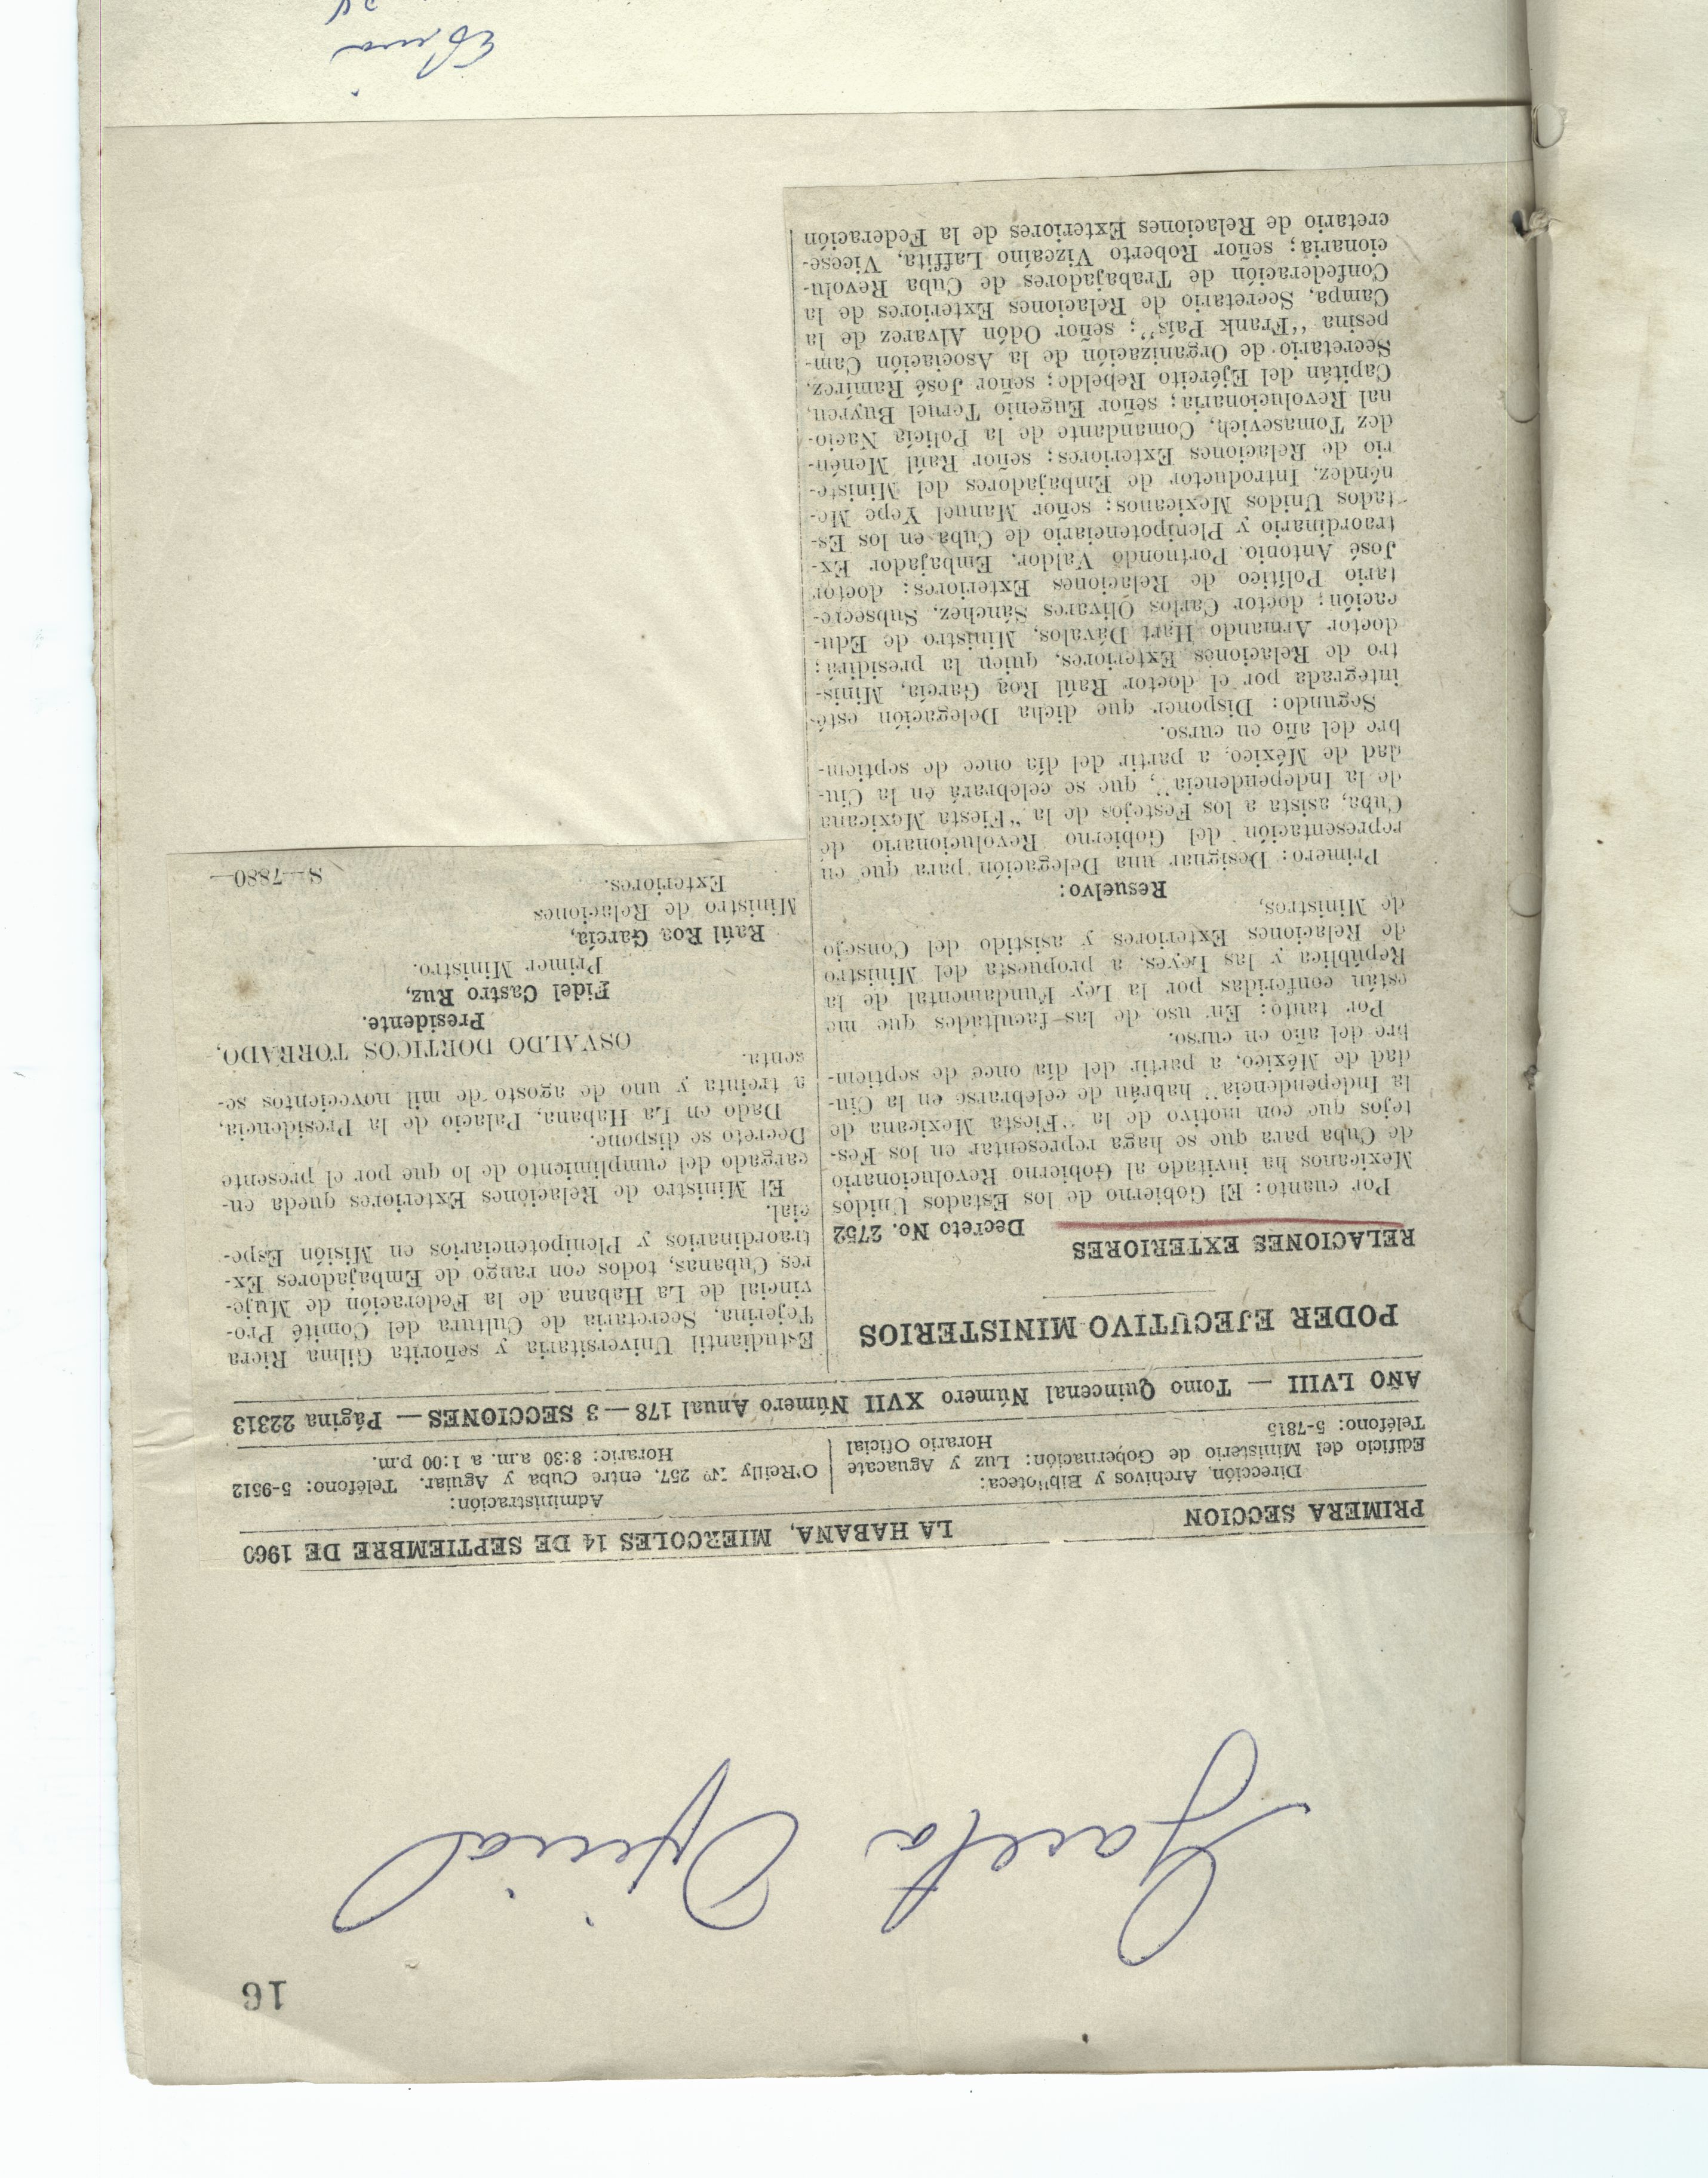 16
Gaceta Oficial
PRIMERA SECCION
LA HABANA, MIERCOLES 14 DE SEPTIEMBRE DE 1960
Dirección, Archivos y Biblioteca:
Edificio del Ministerio de Gobernación: Luz y Aguacate
Teléfono: 5-7815
Horario Oficial
Administración:
O'Reilly Nº 257, entre Cuba y Aguiar. Teléfono: 5-9512
Horario: 8:30 a.m. a 1:00 p.m.
AÑO LVIII — Tomo Quincenal Número XVII Número Anual 178 — 3 SECCIONES — Página 22313
PODER EJECUTIVO MINISTERIOS
RELACIONES EXTERIORES
Decreto No. 2752
Por cuanto: El Gobierno de los Estados Unidos
Mexicanos ha invitado al Gobierno Revolucionario
de Cuba para que se haga representar en los Fes-
tejos que con motivo de la "Fiesta Mexicana de
la Independencia" habrán de celebrarse en la Ciu-
dad de México, a partir del día once de septiem-
bre del año en curso.
Por tanto: En uso de las facultades que me
están conferidas por la Ley Fundamental de la
República y las Leyes, a propuesta del Ministro
de Relaciones Exteriores y asistido del Consejo
de Ministros,
Resuelvo:
Primero: Designar una Delegación para que en
representación del Gobierno Revolucionario de
Cuba, asista a los Festejos de la "Fiesta Mexicana
de la Independencia", que se celebrará en la Ciu-
dad de México, a partir del día once de septiem-
bre del año en curso.
Segundo: Disponer que dicha Delegación esté
integrada por el doctor Raúl Roa García, Minis-
tro de Relaciones Exteriores, quien la presidirá;
doctor Armando Hart Dávalos, Ministro de Edu-
cación; doctor Carlos Olivares Sánchez, Subsecre-
tario Político de Relaciones Exteriores; doctor
José Antonio Portuondo Valdor, Embajador Ex-
traordinario y Plenipotenciario de Cuba en los Es-
tados Unidos Mexicanos; señor Manuel Yepe Me-
néndez, Introductor de Embajadores del Ministe-
rio de Relaciones Exteriores; señor Raúl Menén-
dez Tomasevich, Comandante de la Policía Nacio-
nal Revolucionaria; señor Eugenio Teruel Buyreu,
Capitán del Ejército Rebelde; señor José Ramírez,
Secretario de Organización de la Asociación Cam-
pesina "Frank País"; señor Odón Alvarez de la
Campa, Secretario de Relaciones Exteriores de la
Confederación de Trabajadores de Cuba Revolu-
cionaria; señor Roberto Vizcaíno Laffita, Vicese-
cretario de Relaciones Exteriores de la Federación
Estudiantil Universitaria y señorita Gilma Riera
Tejerina, Secretaria de Cultura del Comité Pro-
vincial de La Habana de la Federación de Muje-
res Cubanas, todos con rango de Embajadores Ex-
traordinarios y Plenipotenciarios en Misión Espe-
cial.
El Ministro de Relaciones Exteriores queda en-
cargado del cumplimiento de lo que por el presente
Decreto se dispone.
Dado en La Habana, Palacio de la Presidencia,
a treinta y uno de agosto de mil novecientos se-
senta.
OSVALDO DORTICOS TORRADO,
Presidente.
Fidel Castro Ruz,
Primer Ministro.
Raúl Roa García,
Ministro de Relaciones
Exteriores.
S—7880—